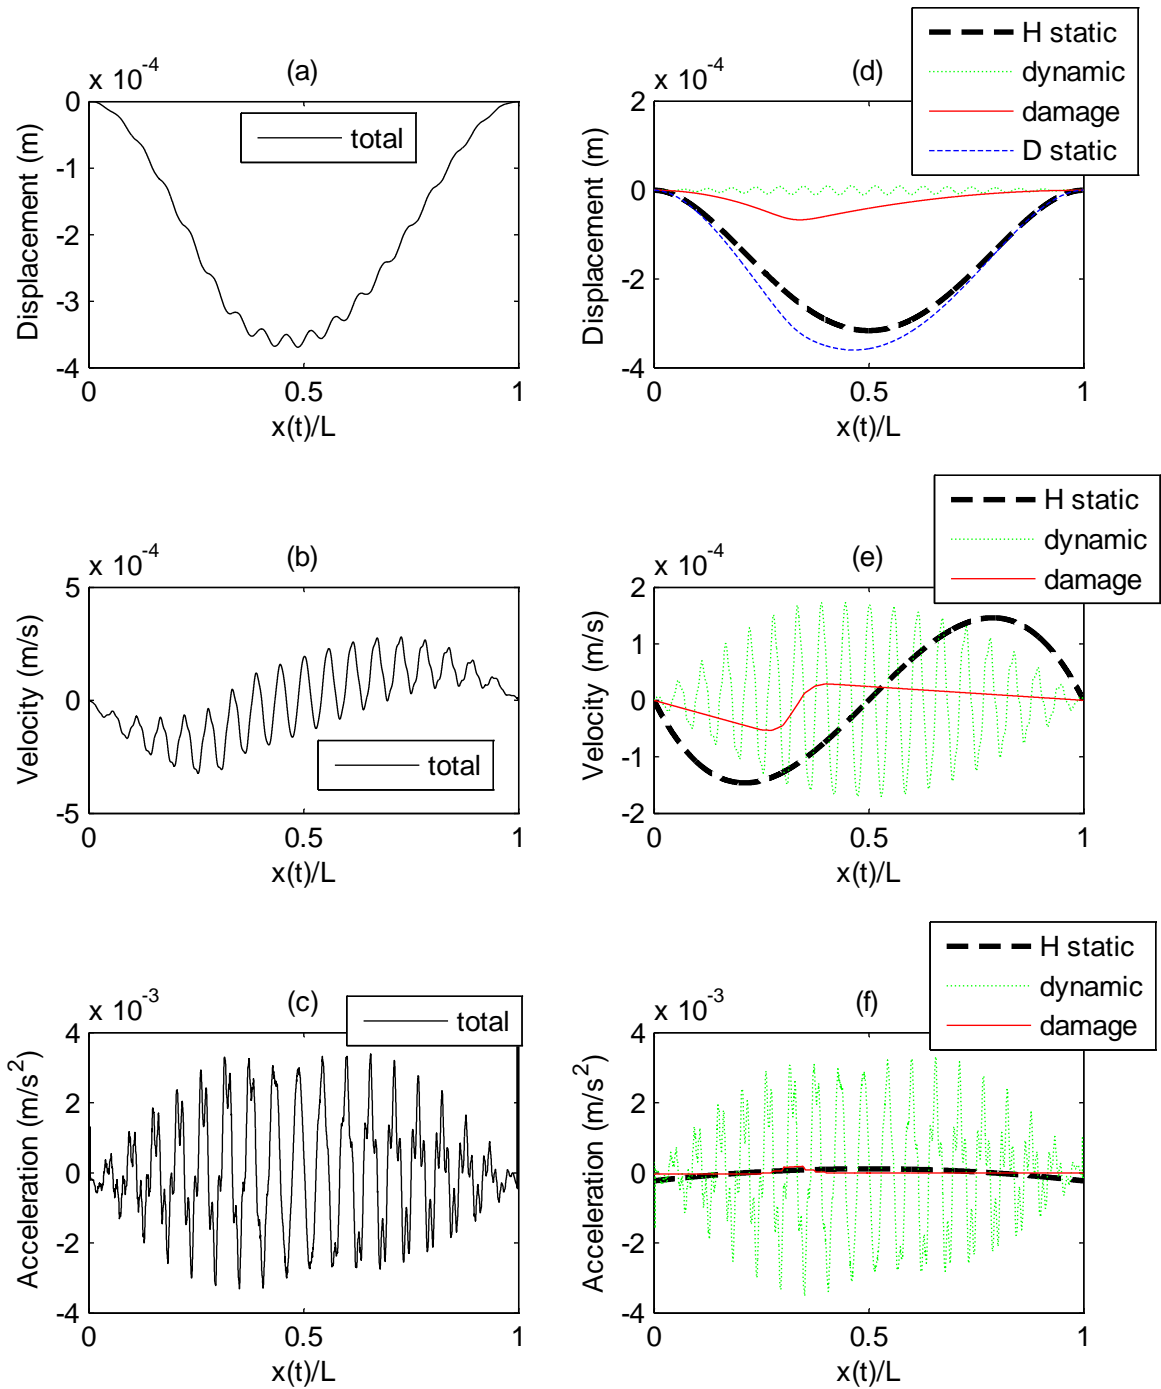 (a)
x 10^-4
total
0
-1
-2
-3
-4
Displacement (m)
0 0.5 1
x(t)/L
(d)
x 10^-4
H static
dynamic
damage
D static
2
0
-2
-4
Displacement (m)
0 0.5 1
x(t)/L
(b)
x 10^-4
5
0
-5
Velocity (m/s)
total
0 0.5 1
x(t)/L
(e)
x 10^-4
H static
dynamic
damage
2
1
0
-1
-2
Velocity (m/s)
0 0.5 1
x(t)/L
(c)
x 10^-3
total
4
2
0
-2
-4
Acceleration (m/s^2)
0 0.5 1
x(t)/L
(f)
x 10^-3
H static
dynamic
damage
4
2
0
-2
-4
Acceleration (m/s^2)
0 0.5 1
x(t)/L